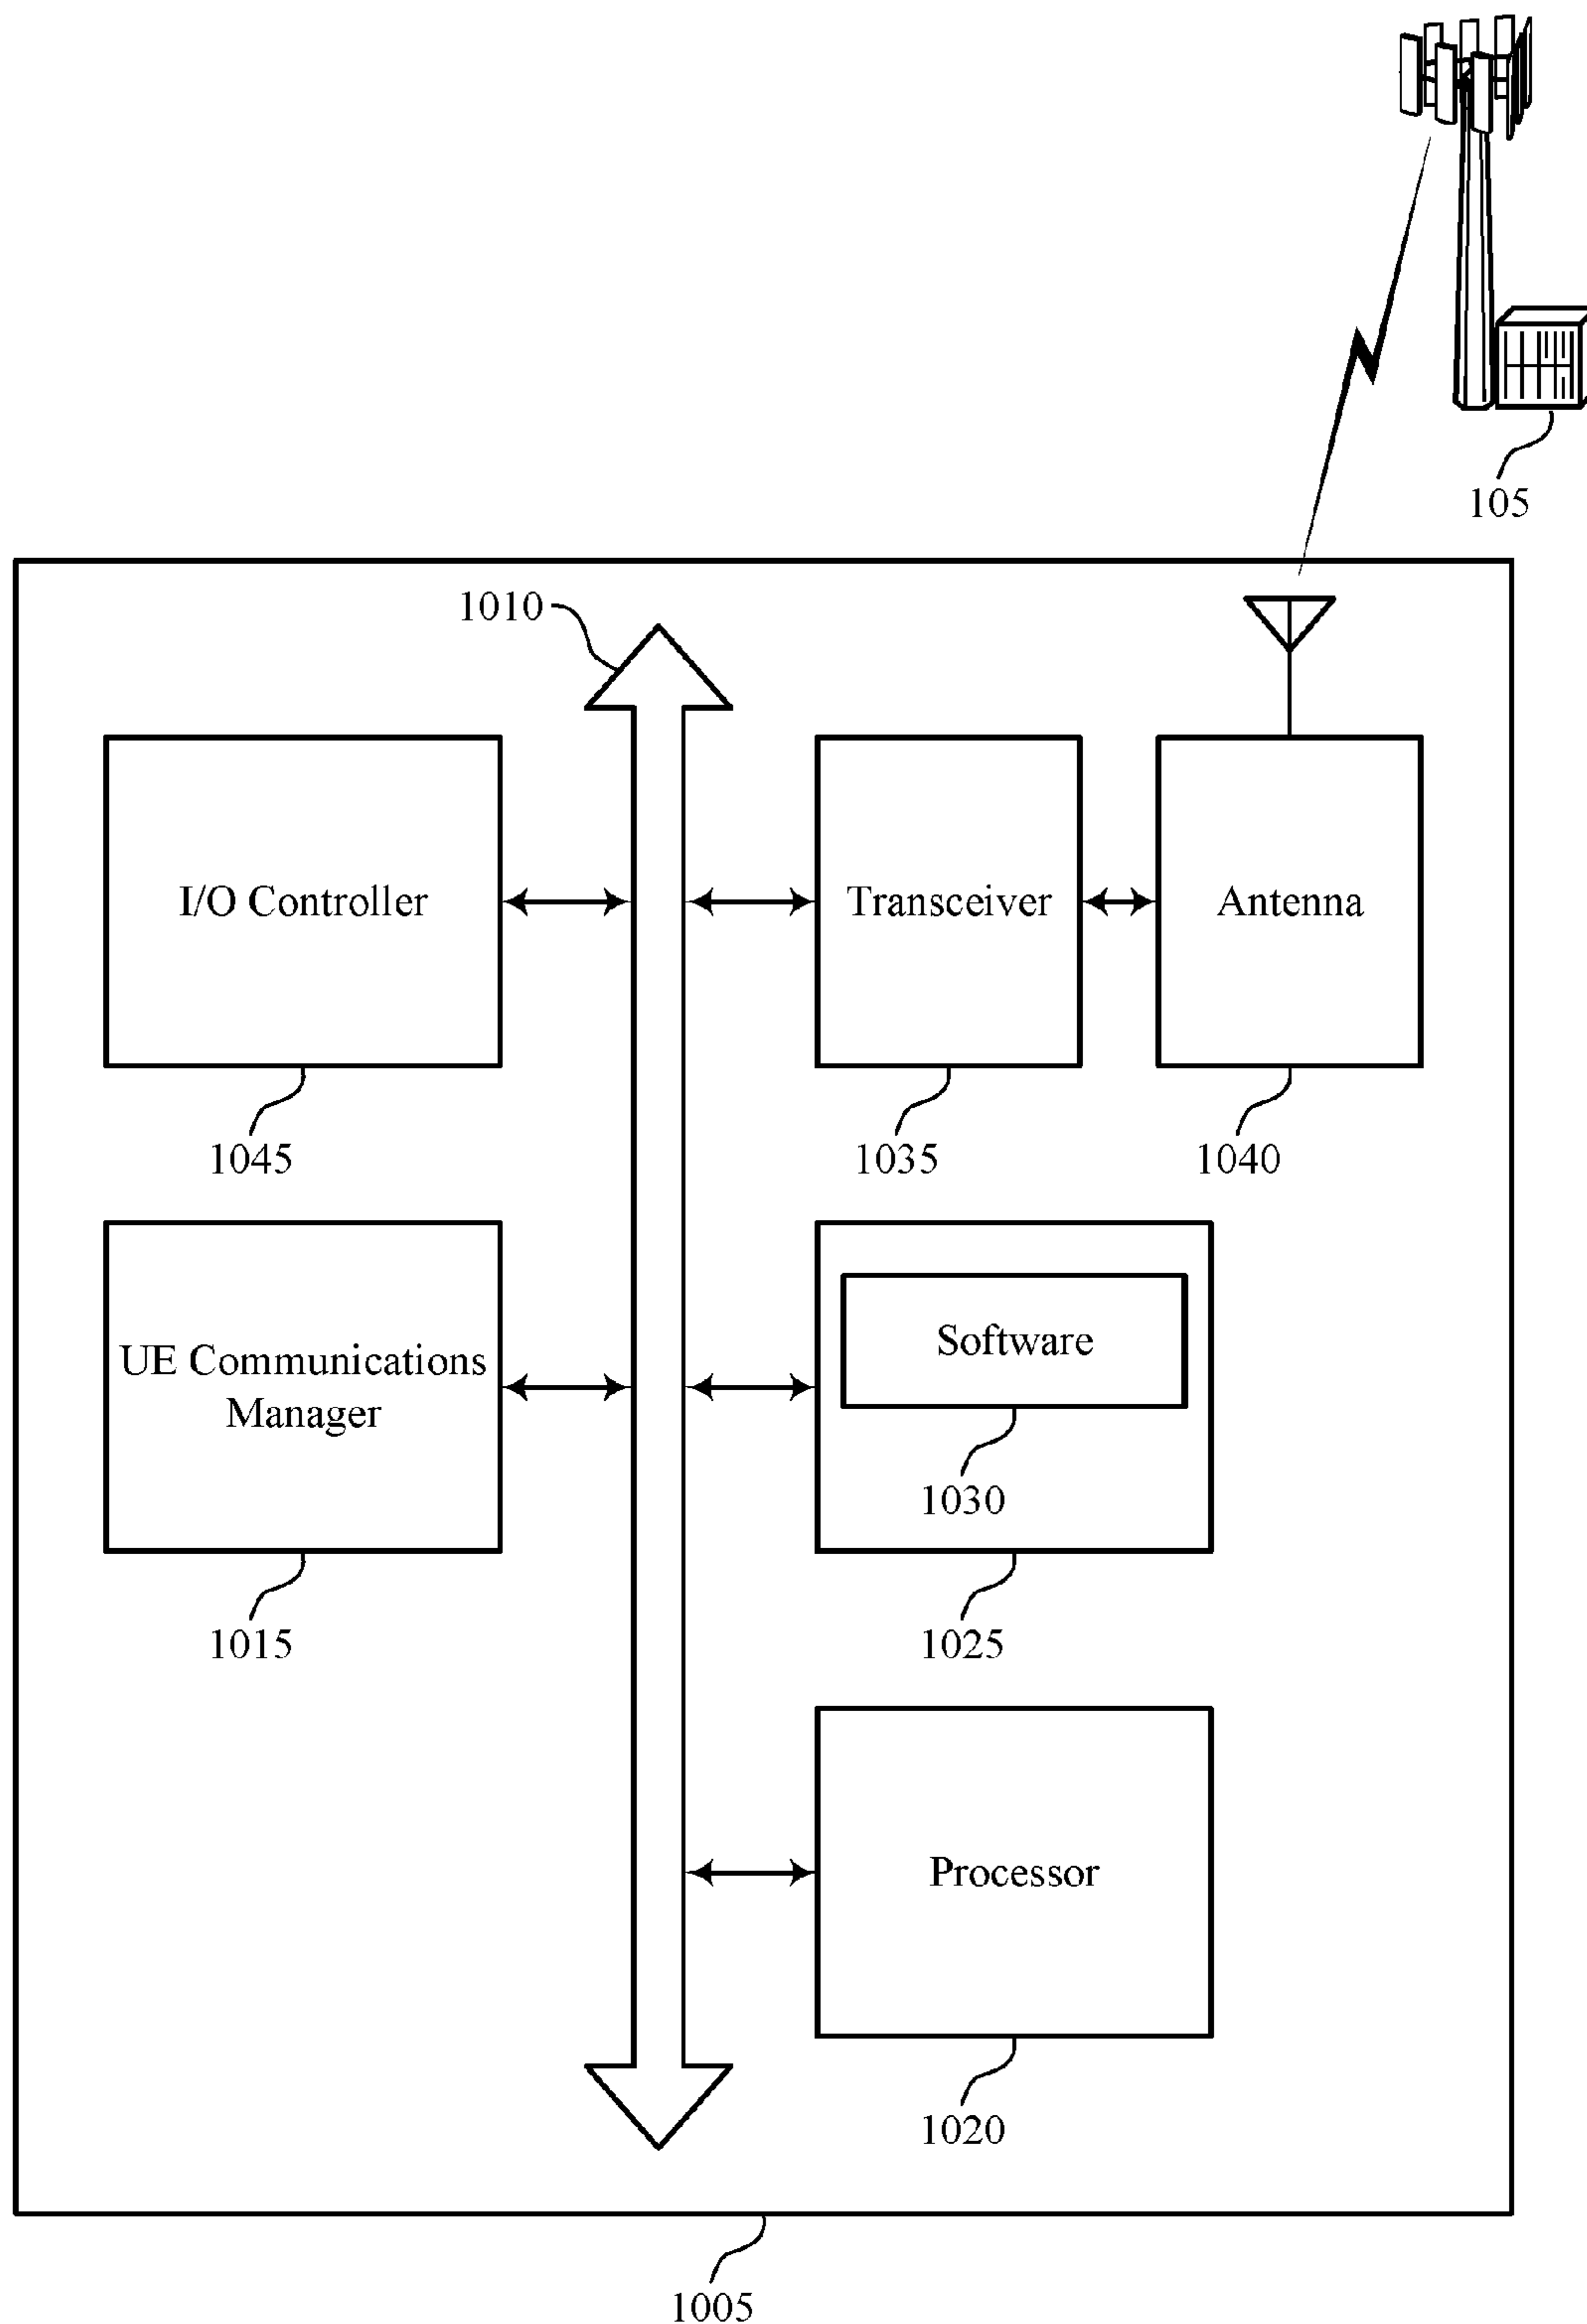 105
1010
I/O Controller
Transceiver
Antenna
1045
1035
1040
UE Communications
Manager
Software
1030
1015
1025
Processor
1020
1005